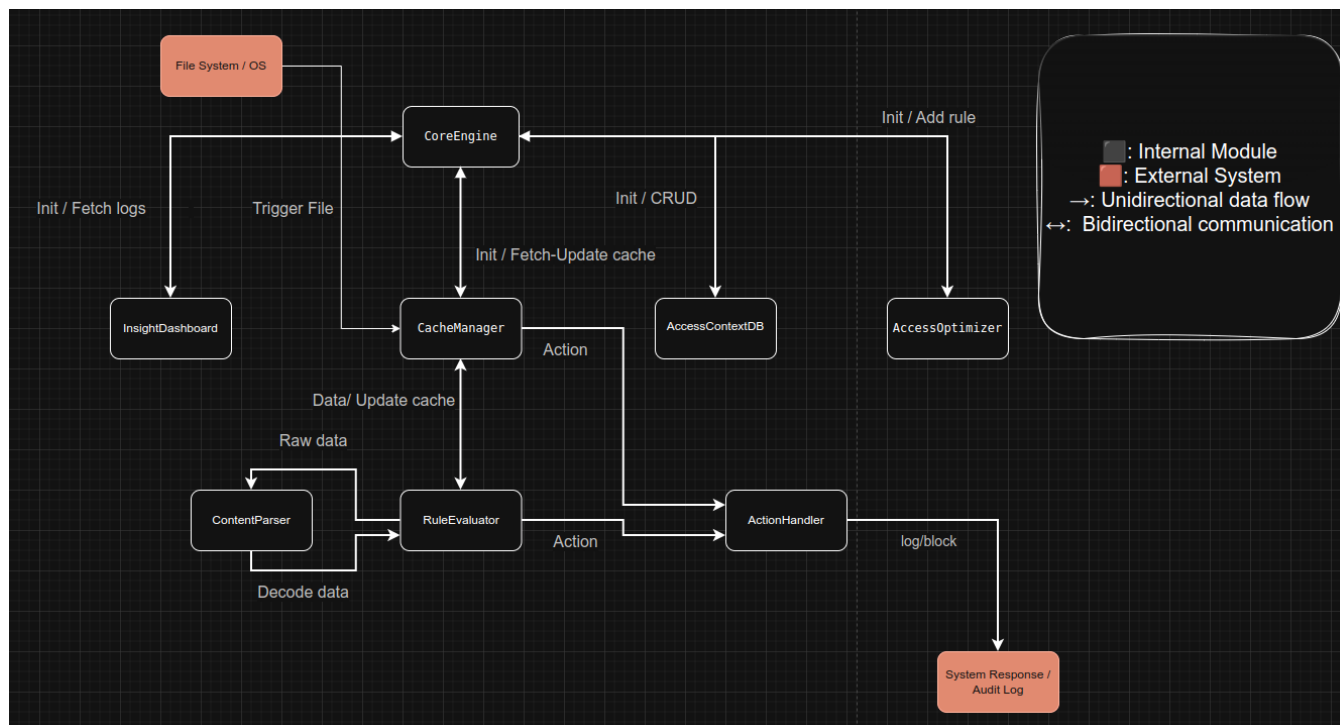 File System / OS
CoreEngine
Init / Add rule
⬛: Internal Module
🟥: External System
→: Unidirectional data flow
↔: Bidirectional communication
Init / Fetch logs
Trigger File
Init / CRUD
Init / Fetch-Update cache
InsightDashboard
CacheManager
AccessContextDB
AccessOptimizer
Action
Data/ Update cache
Raw data
ContentParser
RuleEvaluator
ActionHandler
Action
log/block
Decode data
System Response /
Audit Log